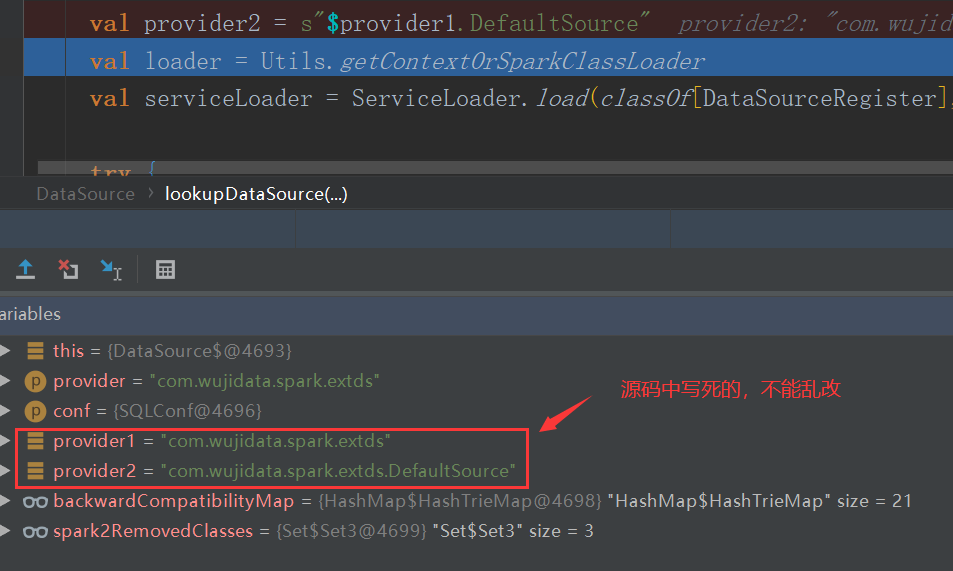 val provider2 = s"$provider1.DefaultSource" provider2: "com.wujid
val loader = Utils.getContextOrSparkClassLoader
val serviceLoader = ServiceLoader.load(classOf[DataSourceRegister],
try {
DataSource › lookupDataSource(...)
ariables
this = {DataSource$@4693}
p provider = "com.wujidata.spark.extds"
源码中写死的，不能乱改
p conf = {SQLConf@4696}
provider1 = "com.wujidata.spark.extds"
provider2 = "com.wujidata.spark.extds.DefaultSource"
backwardCompatibilityMap = {HashMap$HashTrieMap@4698} "HashMap$HashTrieMap" size = 21
spark2RemovedClasses = {Set$Set3@4699} "Set$Set3" size = 3